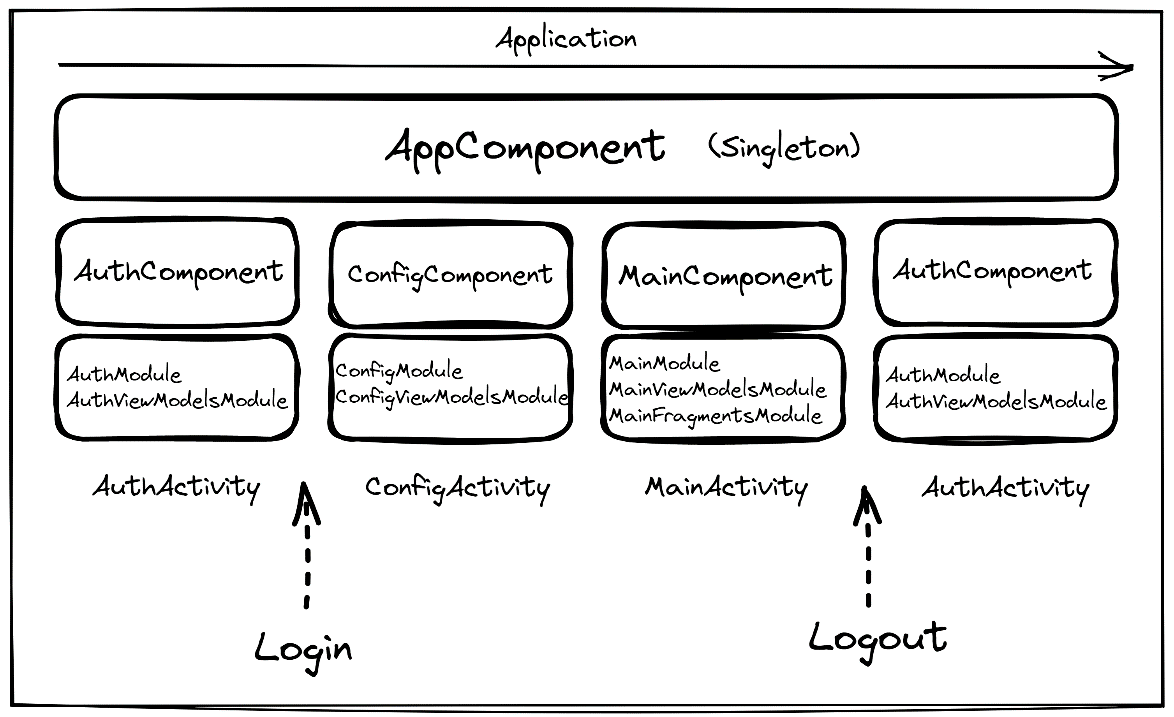 Application
AppComponent (Singleton)
AuthComponent
ConfigComponent
MainComponent
AuthComponent
AuthModule
AuthViewModelsModule
ConfigModule
ConfigViewModelsModule
MainModule
MainViewModelsModule
MainFragmentsModule
AuthModule
AuthViewModelsModule
AuthActivity
ConfigActivity
MainActivity
AuthActivity
Login
Logout